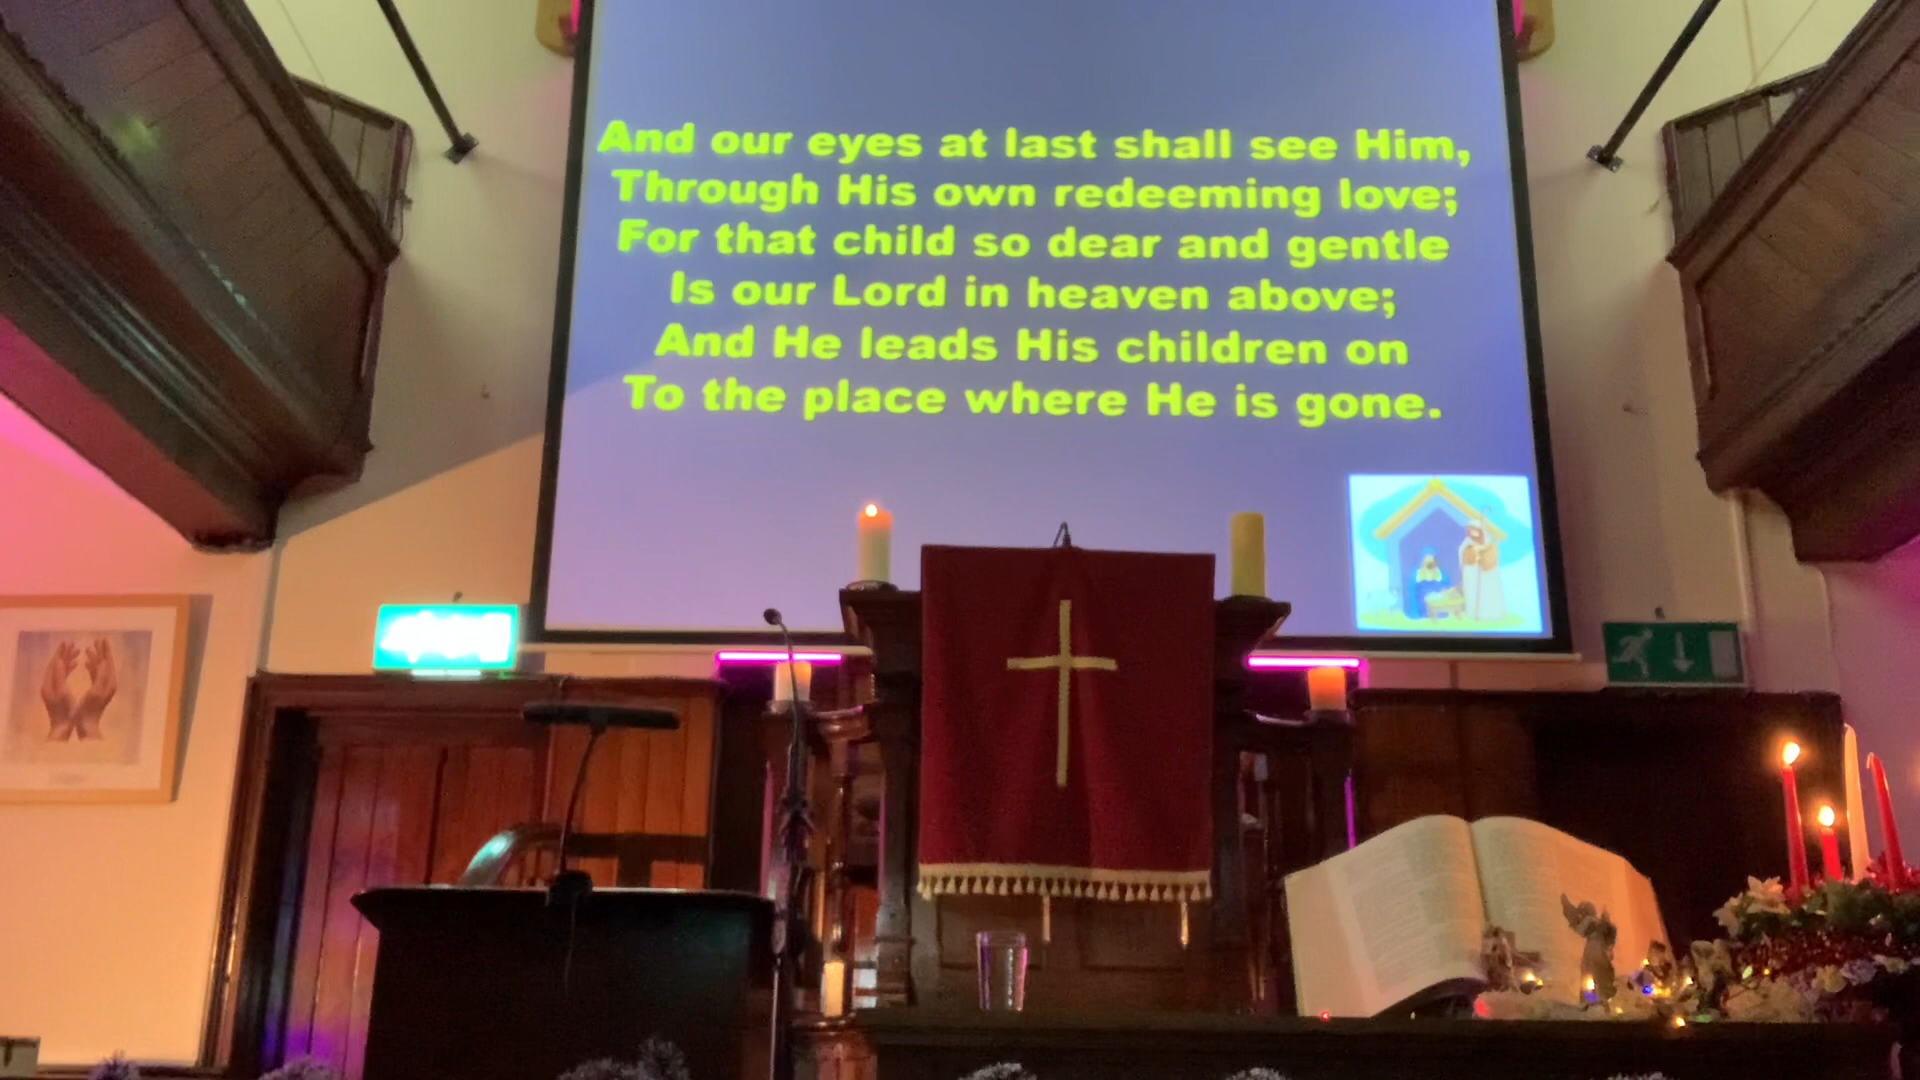 And our eyes at last shall see Him,
Through His own redeeming love;
For that child so dear and gentle
Is our Lord in heaven above;
And He leads His children on
To the place where He is gone.